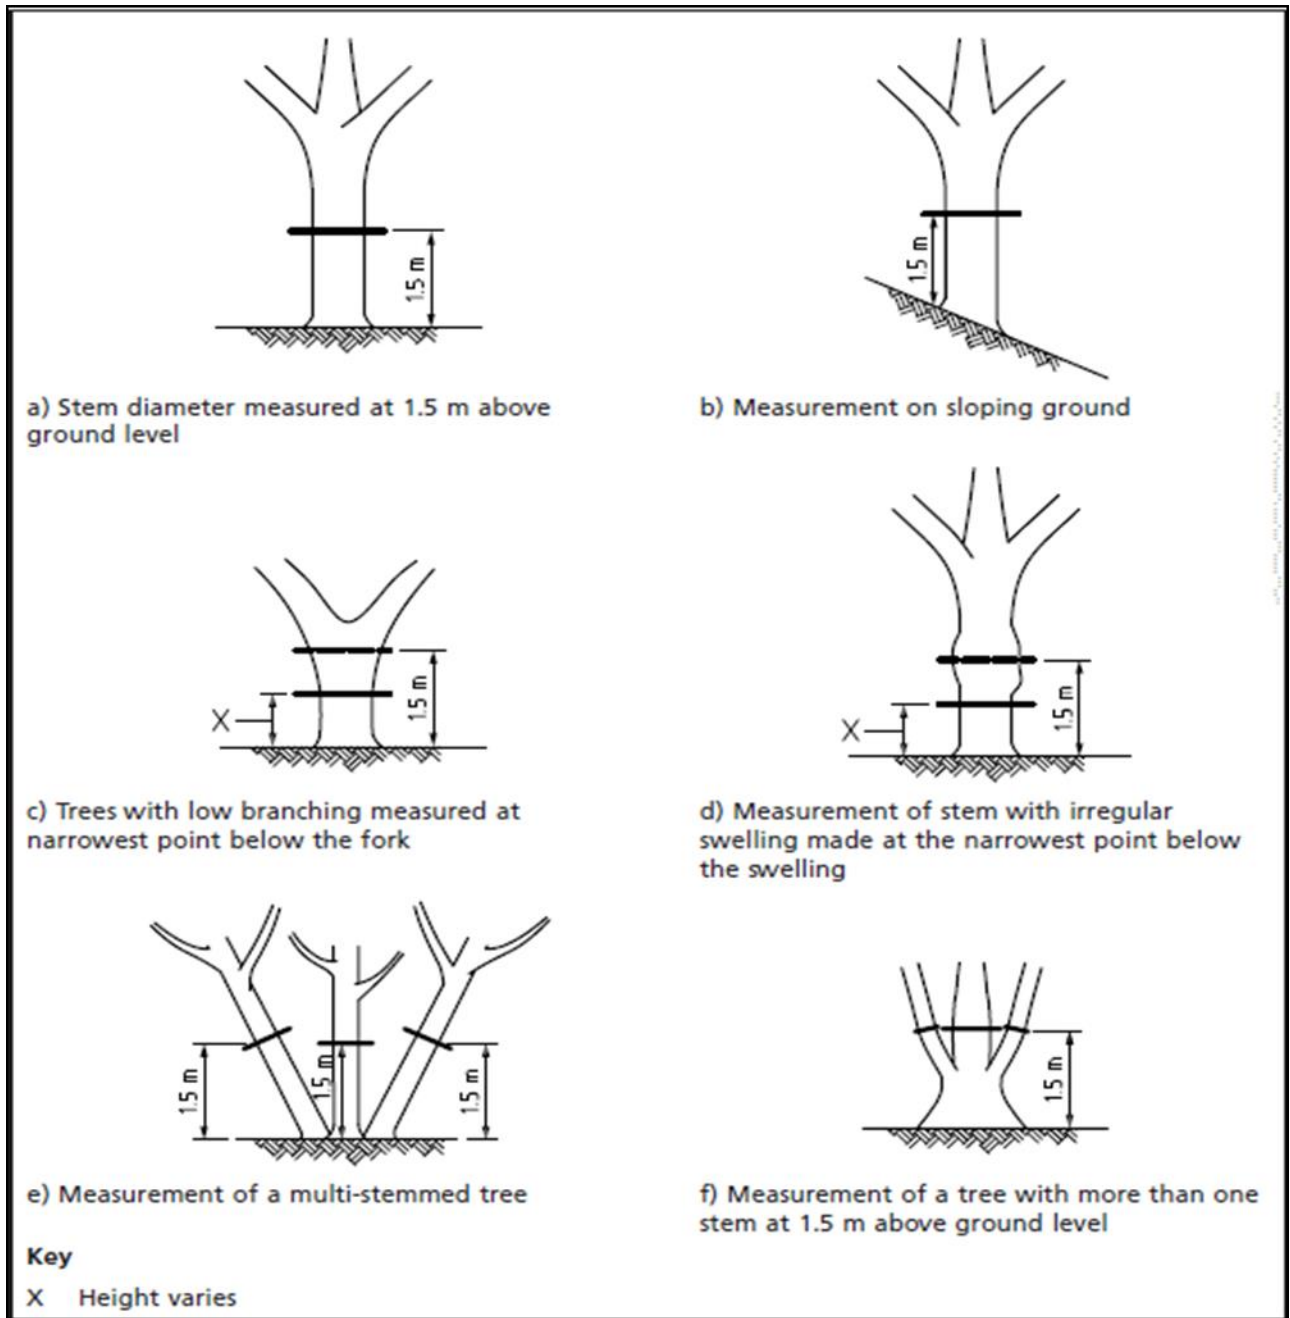 1.5 m
1.5 m
a) Stem diameter measured at 1.5 m above
ground level
b) Measurement on sloping ground
X
1.5 m
X
1.5 m
c) Trees with low branching measured at
narrowest point below the fork
d) Measurement of stem with irregular
swelling made at the narrowest point below
the swelling
1.5 m
1.5 m
1.5 m
1.5 m
e) Measurement of a multi-stemmed tree
f) Measurement of a tree with more than one
stem at 1.5 m above ground level
Key
X Height varies